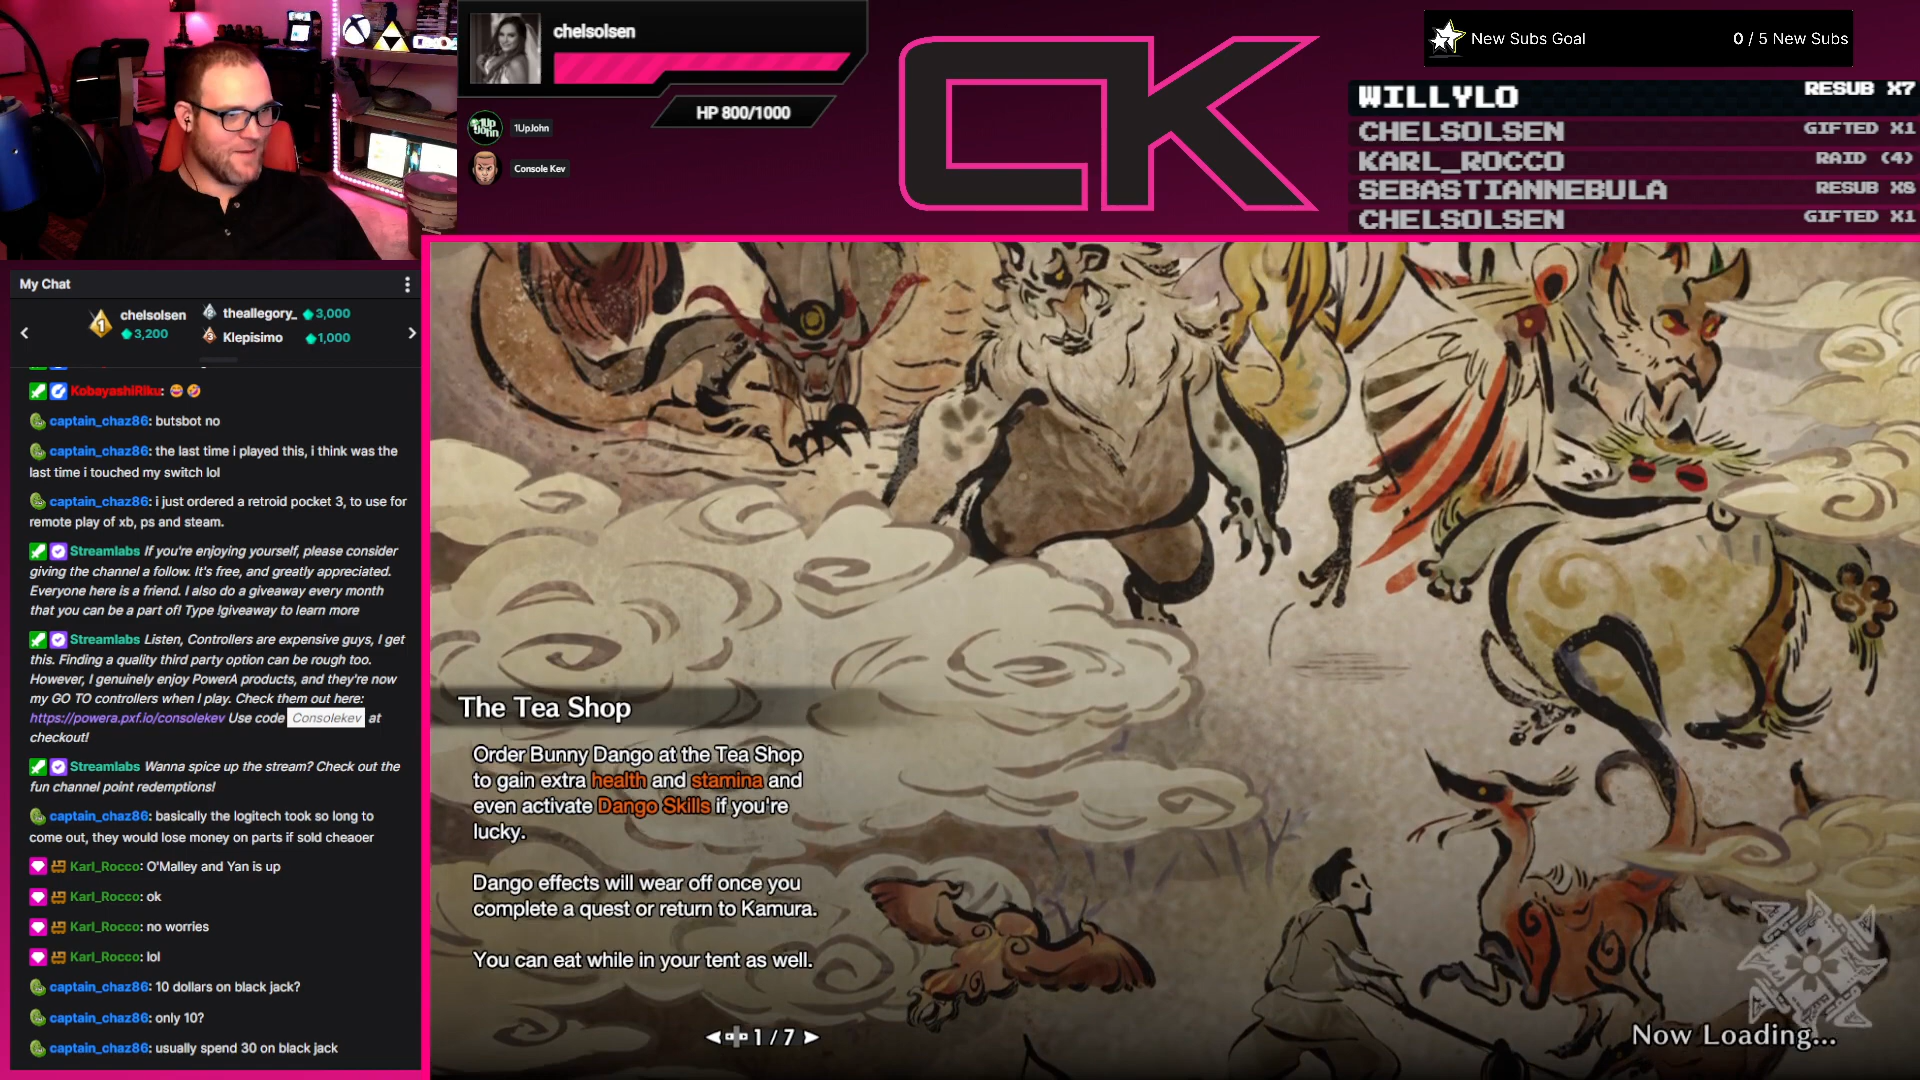 chelsolsen
HP 800/1000
1Up John
1UpJohn
Console Kev
CK
New Subs Goal
0 / 5 New Subs
WILLYLO RESUB X7
CHELSOLSEN GIFTED X1
KARL_ROCCO RAID (4)
SEBASTIANNEBULA RESUB X8
CHELSOLSEN GIFTED X1
My Chat
1 chelsolsen 3,200
2 theallegory_ 3,000
3 Klepisimo 1,000
KobayashiRiku:
captain_chaz86: butsbot no
captain_chaz86: the last time i played this, i think was the
last time i touched my switch lol
captain_chaz86: i just ordered a retroid pocket 3, to use for
remote play of xb, ps and steam.
Streamlabs If you're enjoying yourself, please consider
giving the channel a follow. It's free, and greatly appreciated.
Everyone here is a friend. I also do a giveaway every month
that you can be a part of! Type !giveaway to learn more
Streamlabs Listen, Controllers are expensive guys, I get
this. Finding a quality third party option can be rough too.
However, I genuinely enjoy PowerA products, and they're now
my GO TO controllers when I play. Check them out here:
https://powera.pxf.io/consolekev Use code Consolekev at
checkout!
Streamlabs Wanna spice up the stream? Check out the
fun channel point redemptions!
captain_chaz86: basically the logitech took so long to
come out, they would lose money on parts if sold cheaoer
Karl_Rocco: O'Malley and Yan is up
Karl_Rocco: ok
Karl_Rocco: no worries
Karl_Rocco: lol
captain_chaz86: 10 dollars on black jack?
captain_chaz86: only 10?
captain_chaz86: usually spend 30 on black jack
The Tea Shop
Order Bunny Dango at the Tea Shop
to gain extra health and stamina and
even activate Dango Skills if you're
lucky.
Dango effects will wear off once you
complete a quest or return to Kamura.
You can eat while in your tent as well.
1 / 7
Now Loading...